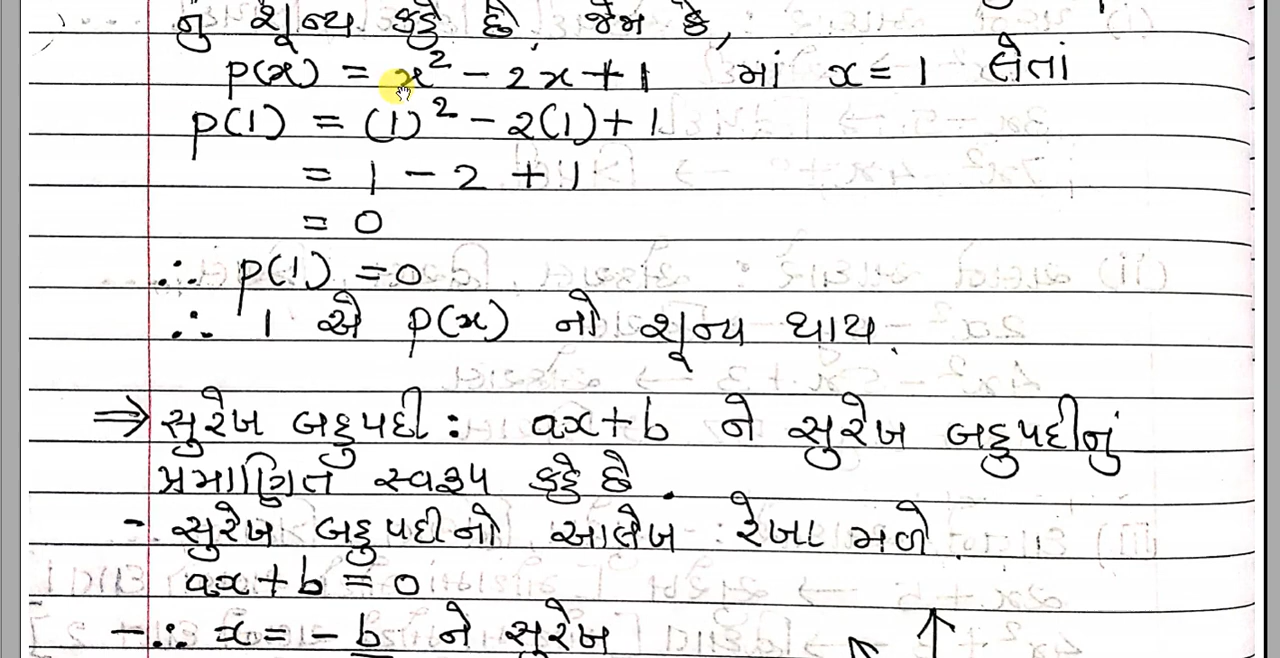 નું શૂન્ય કહે છે. જેમ કે,
p(x) = x² - 2x + 1 માં x = 1 લેતાં
p(1) = (1)² - 2(1) + 1
= 1 - 2 + 1
= 0
∴ p(1) = 0
∴ 1 એ p(x) નો શૂન્ય થાય.
⇒ સુરેખ બહુપદી : ax + b ને સુરેખ બહુપદીનું
પ્રમાણિત સ્વરૂપ કહે છે.
- સુરેખ બહુપદીનો આલેખ રેખા મળે.
ax + b = 0
- ∴ x = - b ને સુરેખ